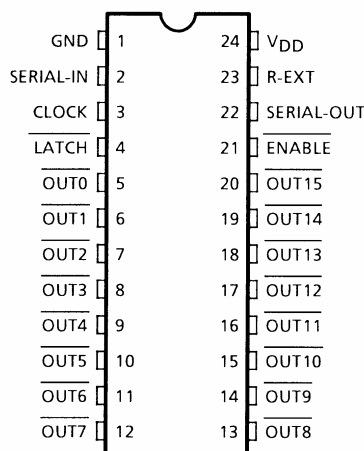 GND 1 24 VDD
SERIAL-IN 2 23 R-EXT
CLOCK 3 22 SERIAL-OUT
LATCH 4 21 ENABLE
OUT0 5 20 OUT15
OUT1 6 19 OUT14
OUT2 7 18 OUT13
OUT3 8 17 OUT12
OUT4 9 16 OUT11
OUT5 10 15 OUT10
OUT6 11 14 OUT9
OUT7 12 13 OUT8